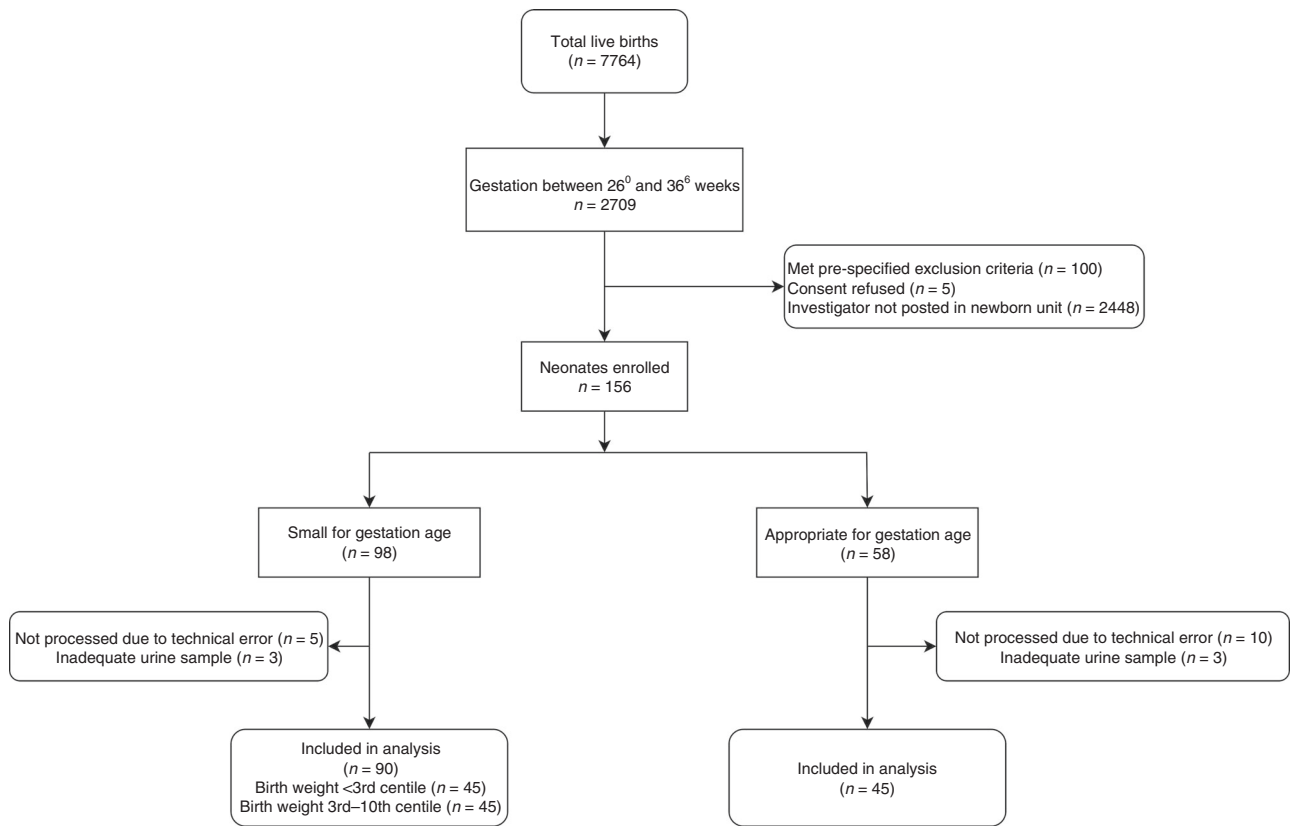 Total live births
(n = 7764)
Gestation between 26⁰ and 36⁶ weeks
n = 2709
Met pre-specified exclusion criteria (n = 100)
Consent refused (n = 5)
Investigator not posted in newborn unit (n = 2448)
Neonates enrolled
n = 156
Small for gestation age
(n = 98)
Appropriate for gestation age
(n = 58)
Not processed due to technical error (n = 5)
Inadequate urine sample (n = 3)
Not processed due to technical error (n = 10)
Inadequate urine sample (n = 3)
Included in analysis
(n = 90)
Birth weight <3rd centile (n = 45)
Birth weight 3rd–10th centile (n = 45)
Included in analysis
(n = 45)